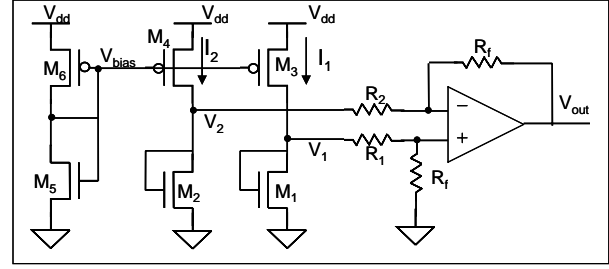 Vdd
Vdd
Vdd
M4
I2
Rf
Vbias
M6
M3
I1
R2
Vout
−
V2
V1
R1
+
M5
M2
M1
Rf